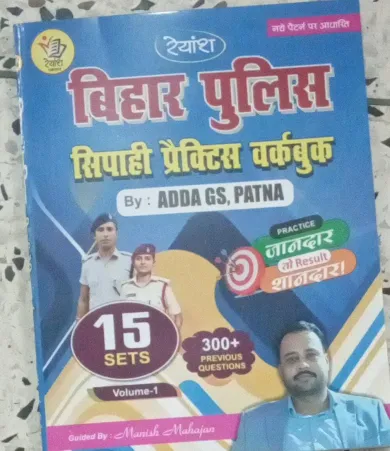 नये पैटर्न पर आधारित
रेयांश
रेयांश
बिहार पुलिस
सिपाही प्रैक्टिस वर्कबुक
By : ADDA GS, PATNA
PRACTICE
जानदार
तो Result
शानदार।
15
SETS
300+
PREVIOUS
QUESTIONS
Volume-1
Guided By : Manish Mahajan